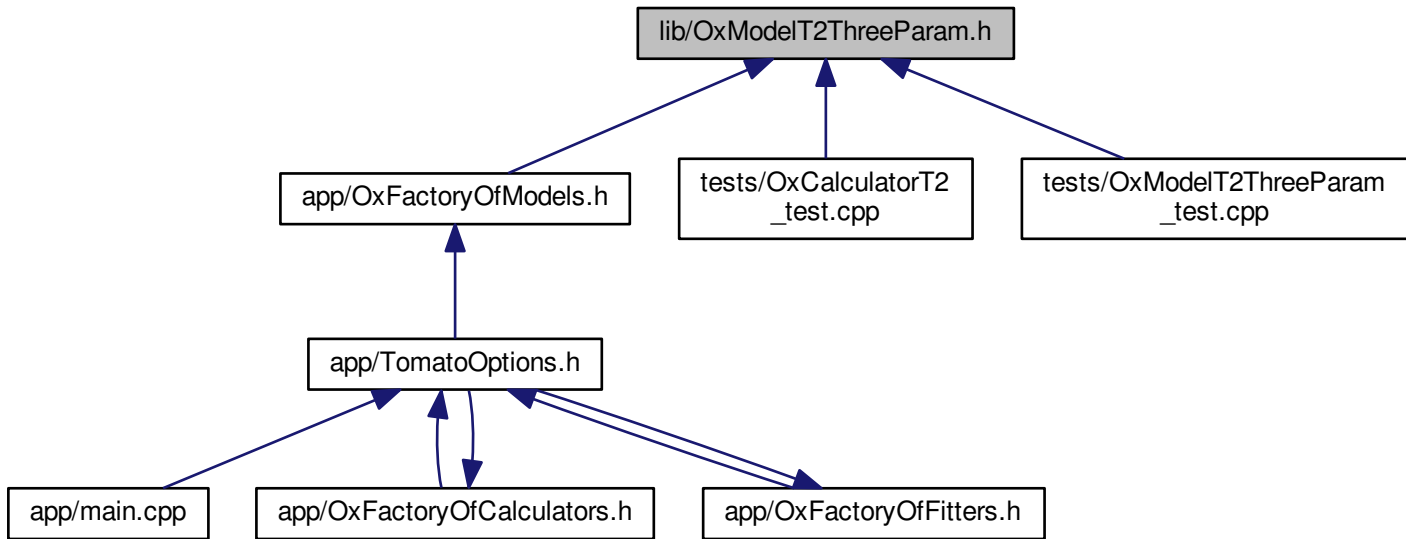 lib/OxModelT2ThreeParam.h
app/OxFactoryOfModels.h
tests/OxCalculatorT2
_test.cpp
tests/OxModelT2ThreeParam
_test.cpp
app/TomatoOptions.h
app/main.cpp
app/OxFactoryOfCalculators.h
app/OxFactoryOfFitters.h